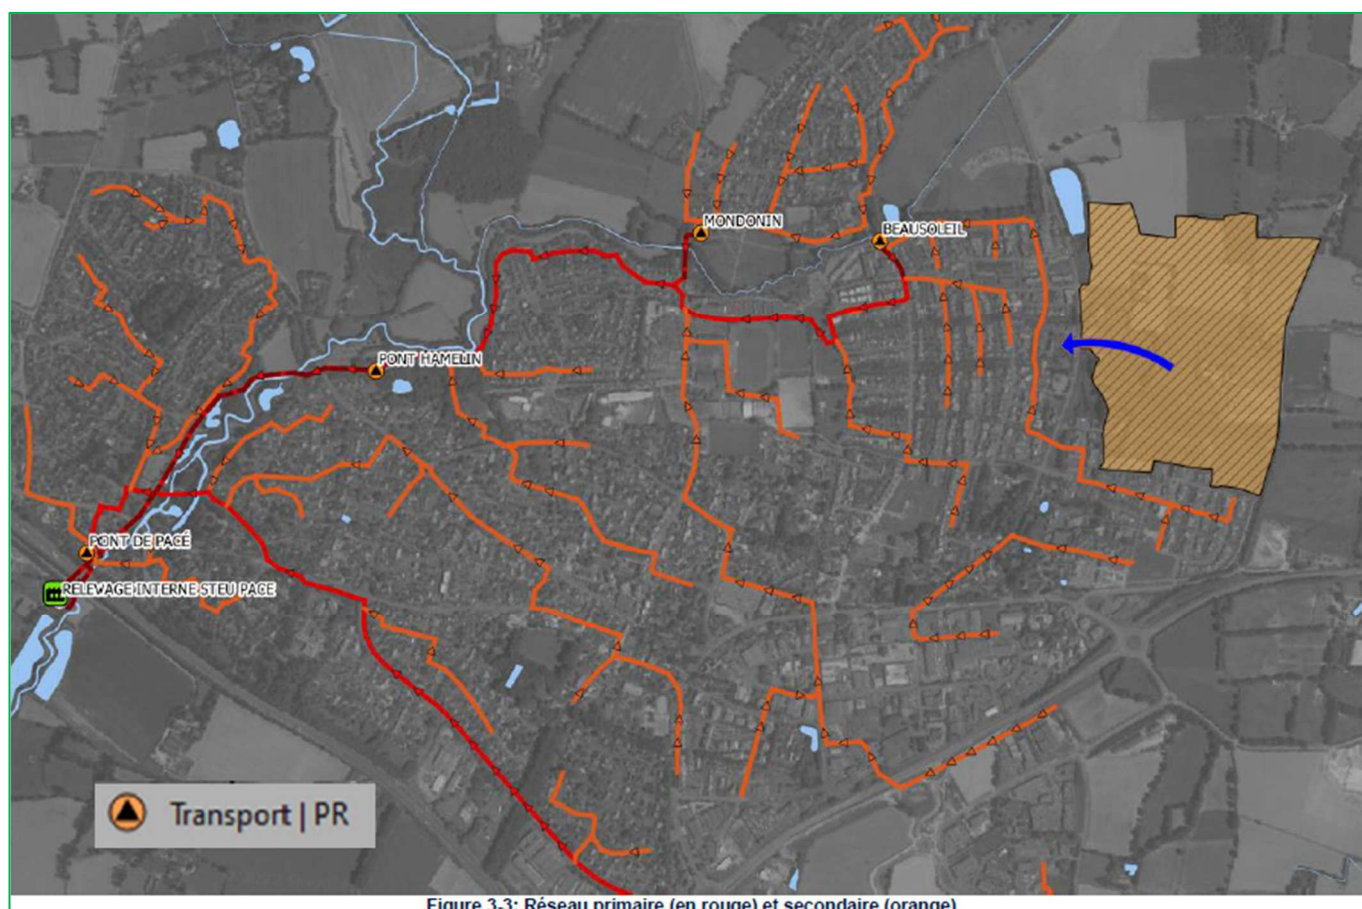 MONDONIN
BEAUSOLEIL
PONT HAMELIN
PONT DE PACÉ
RELEVAGE INTERNE STEU PACE
Transport | PR
Figure 3-3: Réseau primaire (en rouge) et secondaire (orange)